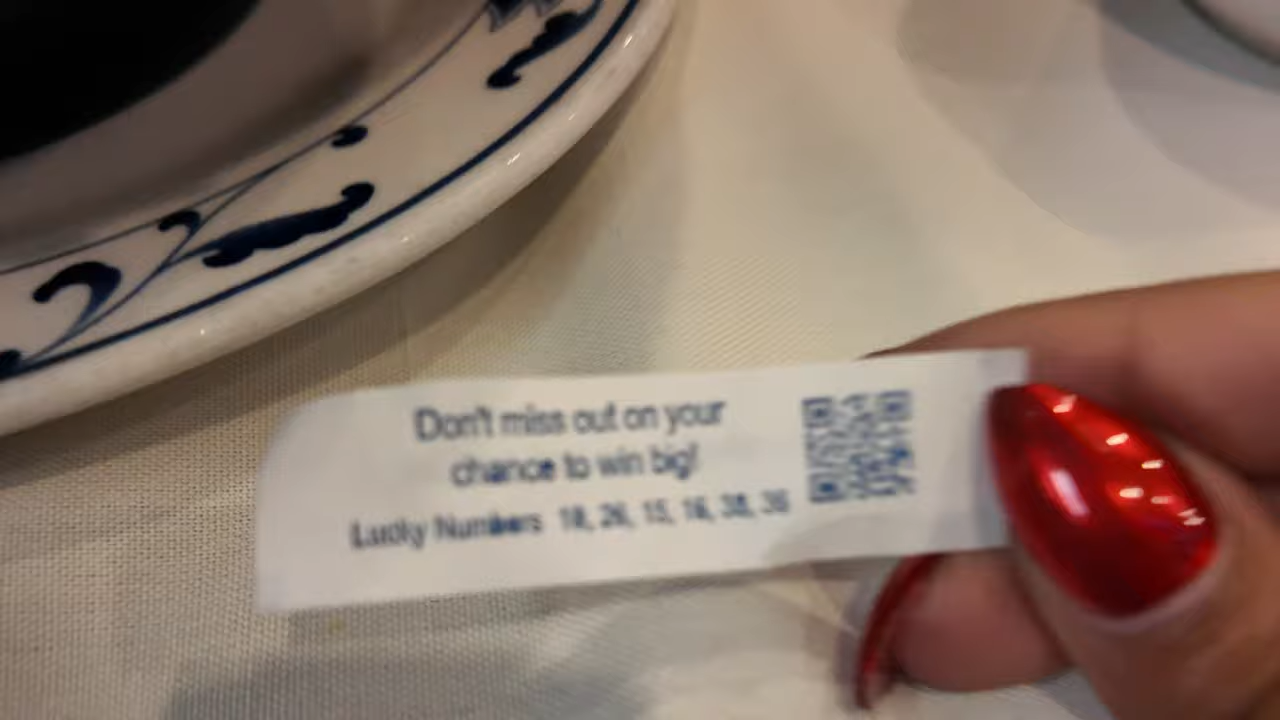 Don't miss out on your
chance to win big!
Lucky Numbers 18, 26, 15, 16, 38, 36